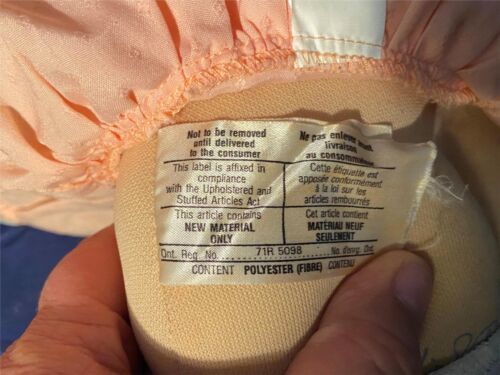 Not to be removed
until delivered
to the consumer
Ne pas enlever avant
livraison
au consommateur
This label is affixed in
compliance
with the Upholstered and
Stuffed Articles Act
Cette étiquette est
apposée conformément
à la loi sur les
articles rembourrés
This article contains
NEW MATERIAL
ONLY
Cet article contient
MATÉRIAU NEUF
SEULEMENT
Ont. Reg. No. 71R 5098 No. d'enrg. Ont.
CONTENT POLYESTER (FIBRE) CONTENU